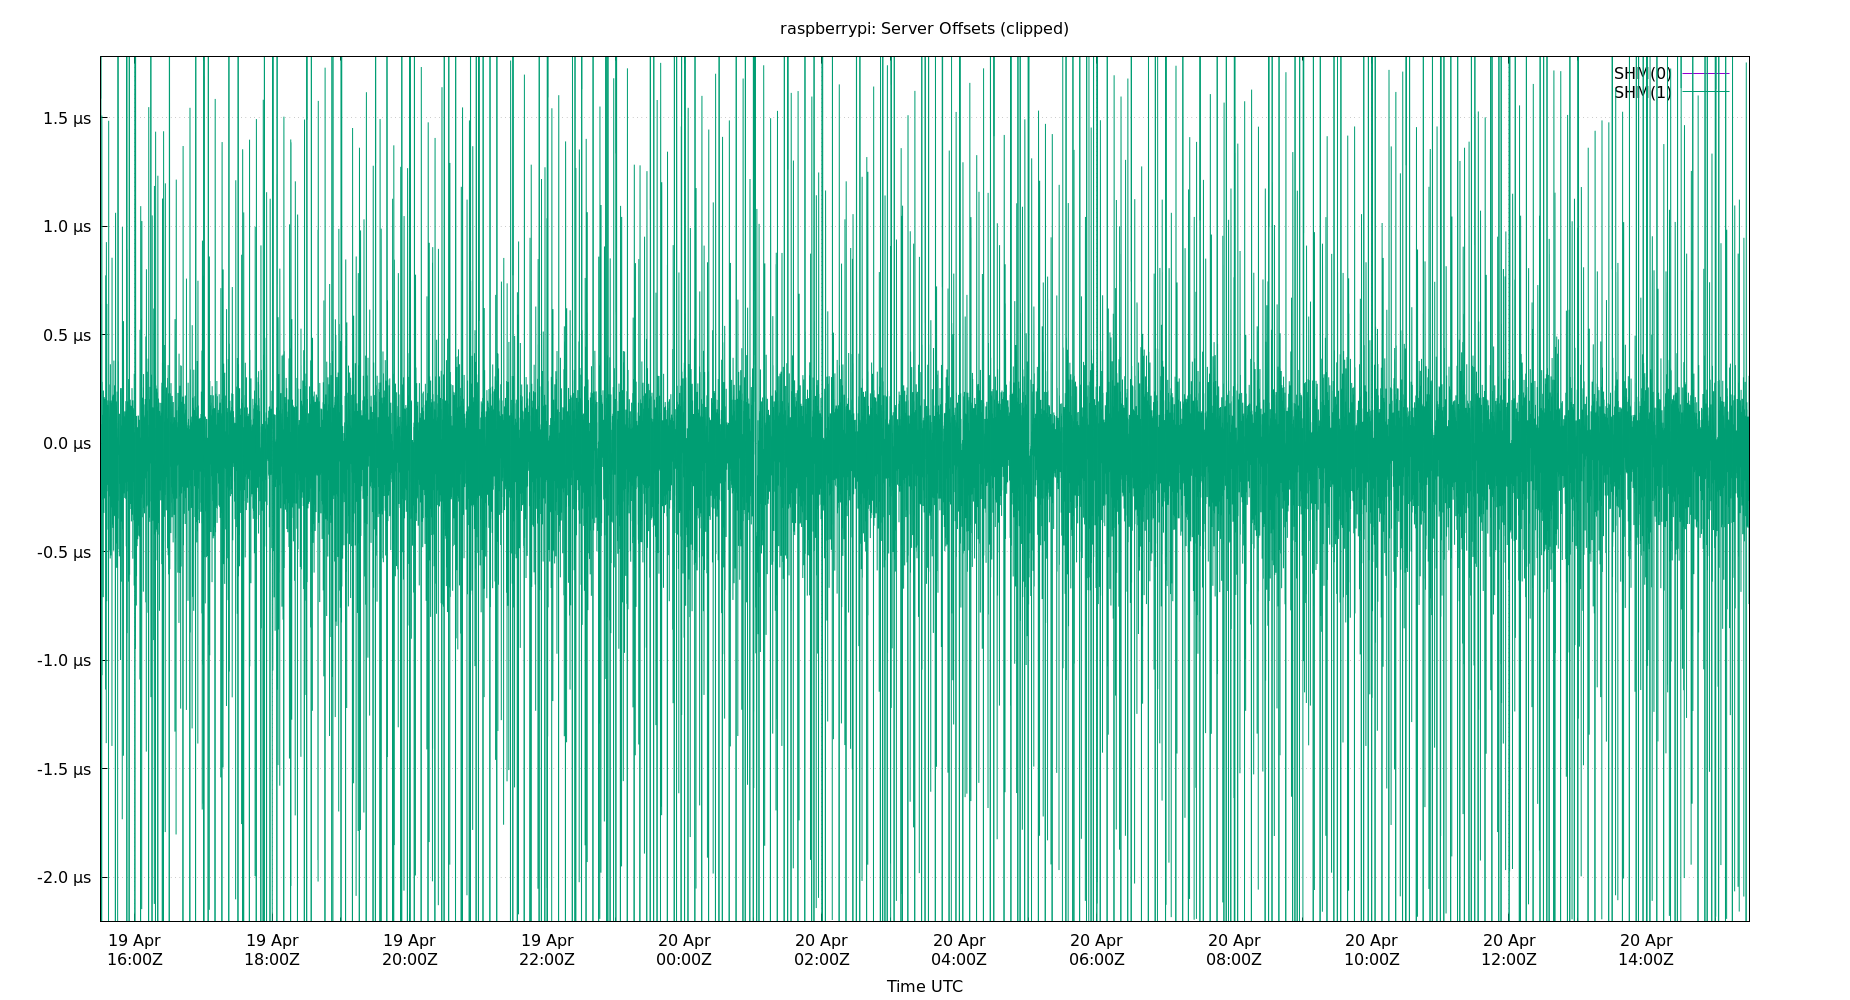 raspberrypi: Server Offsets (clipped)
SHM(0)
SHM(1)
1.5 µs
1.0 µs
0.5 µs
0.0 µs
-0.5 µs
-1.0 µs
-1.5 µs
-2.0 µs
19 Apr 19 Apr 19 Apr 19 Apr 20 Apr 20 Apr 20 Apr 20 Apr 20 Apr 20 Apr 20 Apr 20 Apr
16:00Z 18:00Z 20:00Z 22:00Z 00:00Z 02:00Z 04:00Z 06:00Z 08:00Z 10:00Z 12:00Z 14:00Z
Time UTC